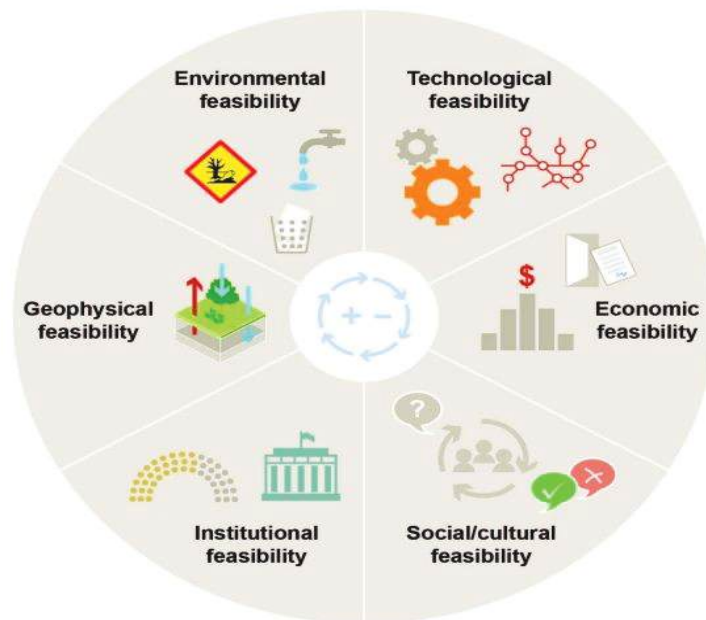 Environmental
feasibility
Technological
feasibility
Geophysical
feasibility
$
Economic
feasibility
+ −
?
Institutional
feasibility
Social/cultural
feasibility